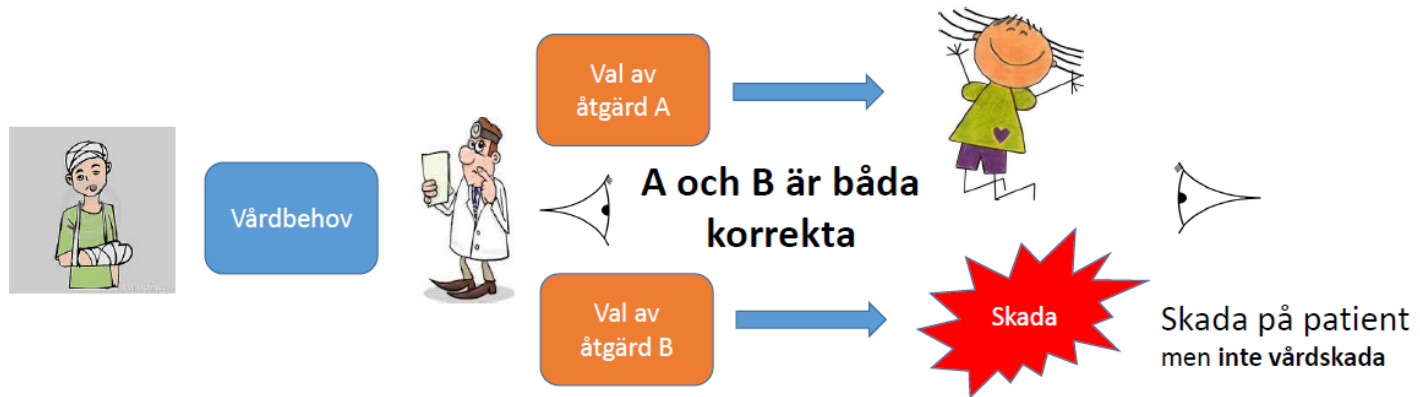 Val av
åtgärd A
Vårdbehov
A och B är båda
korrekta
Val av
åtgärd B
Skada
Skada på patient
men inte vårdskada